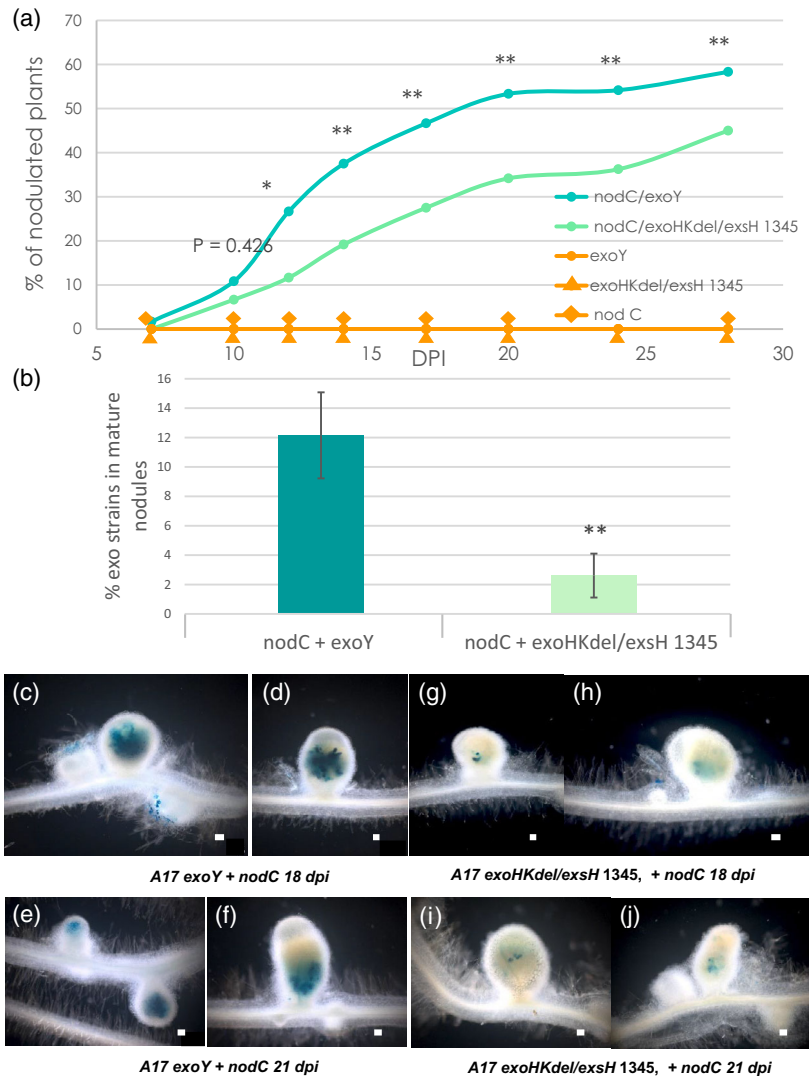 (a)
70
60
50
40
30
20
10
0
% of nodulated plants
**
**
**
**
**
*
P = 0.426
nodC/exoY
nodC/exoHKdel/exsH 1345
exoY
exoHKdel/exsH 1345
nod C
5
10
15
20
25
30
DPI
(b)
16
14
12
10
8
6
4
2
0
% exo strains in mature
nodules
**
nodC + exoY
nodC + exoHKdel/exsH 1345
(c)
(d)
(g)
(h)
A17 exoY + nodC 18 dpi
A17 exoHKdel/exsH 1345, + nodC 18 dpi
(e)
(f)
(i)
(j)
A17 exoY + nodC 21 dpi
A17 exoHKdel/exsH 1345, + nodC 21 dpi